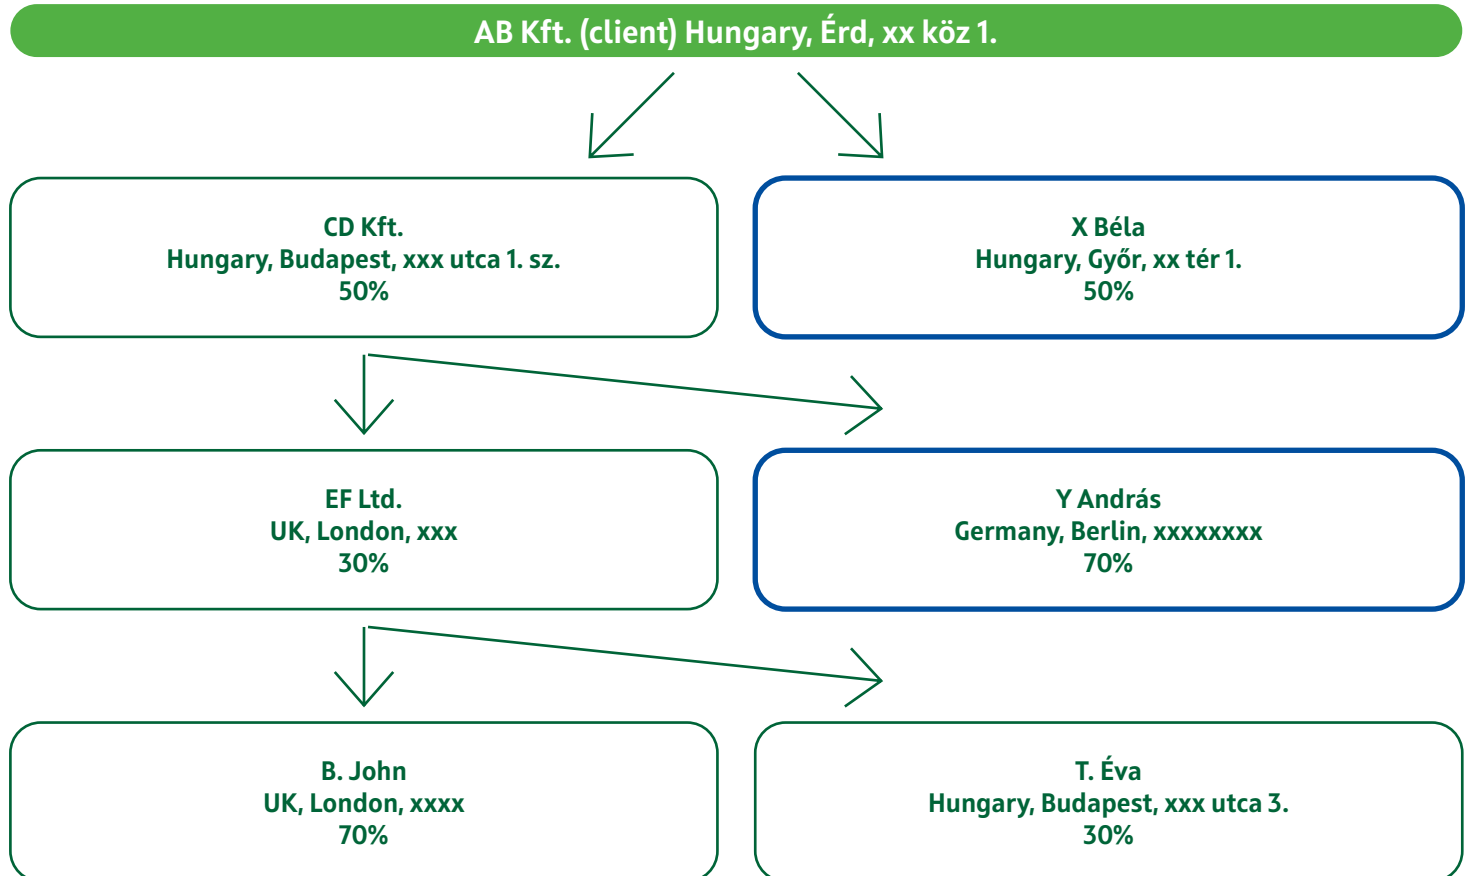 AB Kft. (client) Hungary, Érd, xx köz 1.
CD Kft.
Hungary, Budapest, xxx utca 1. sz.
50%
X Béla
Hungary, Győr, xx tér 1.
50%
EF Ltd.
UK, London, xxx
30%
Y András
Germany, Berlin, xxxxxxxx
70%
B. John
UK, London, xxxx
70%
T. Éva
Hungary, Budapest, xxx utca 3.
30%